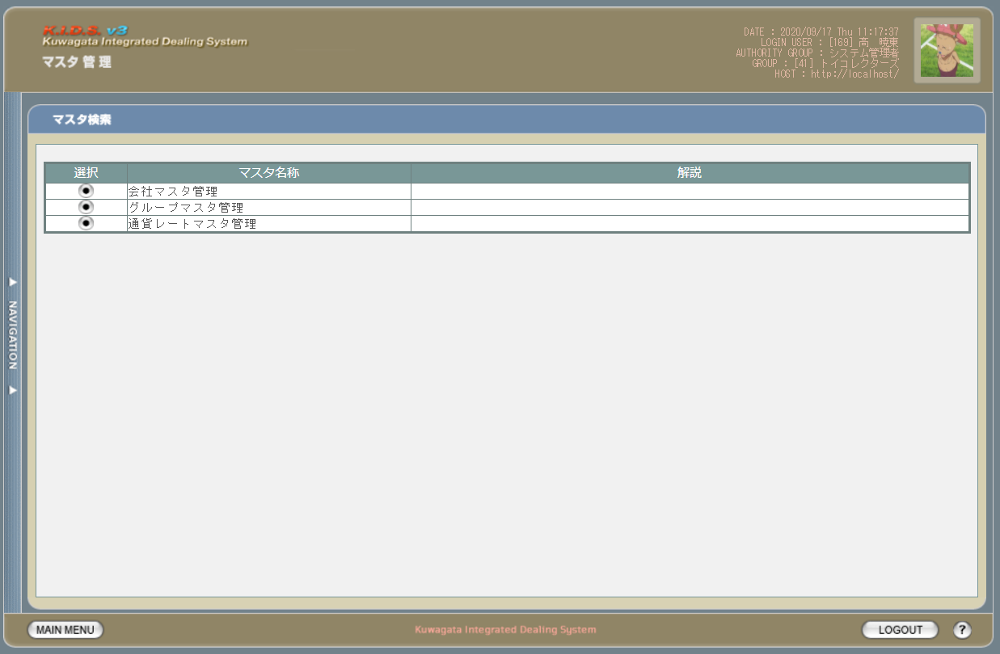 K.I.D.S. v3
Kuwagata Integrated Dealing System
マスタ管理
DATE : 2020/09/17 Thu 11:17:37
LOGIN USER : [169] 高　暁東
AUTHORITY GROUP : システム管理者
GROUP : [41] トイコレクターズ
HOST : http://localhost/
マスタ検索
選択 マスタ名称 解説
会社マスタ管理
グループマスタ管理
通貨レートマスタ管理
NAVIGATION
MAIN MENU Kuwagata Integrated Dealing System LOGOUT ?